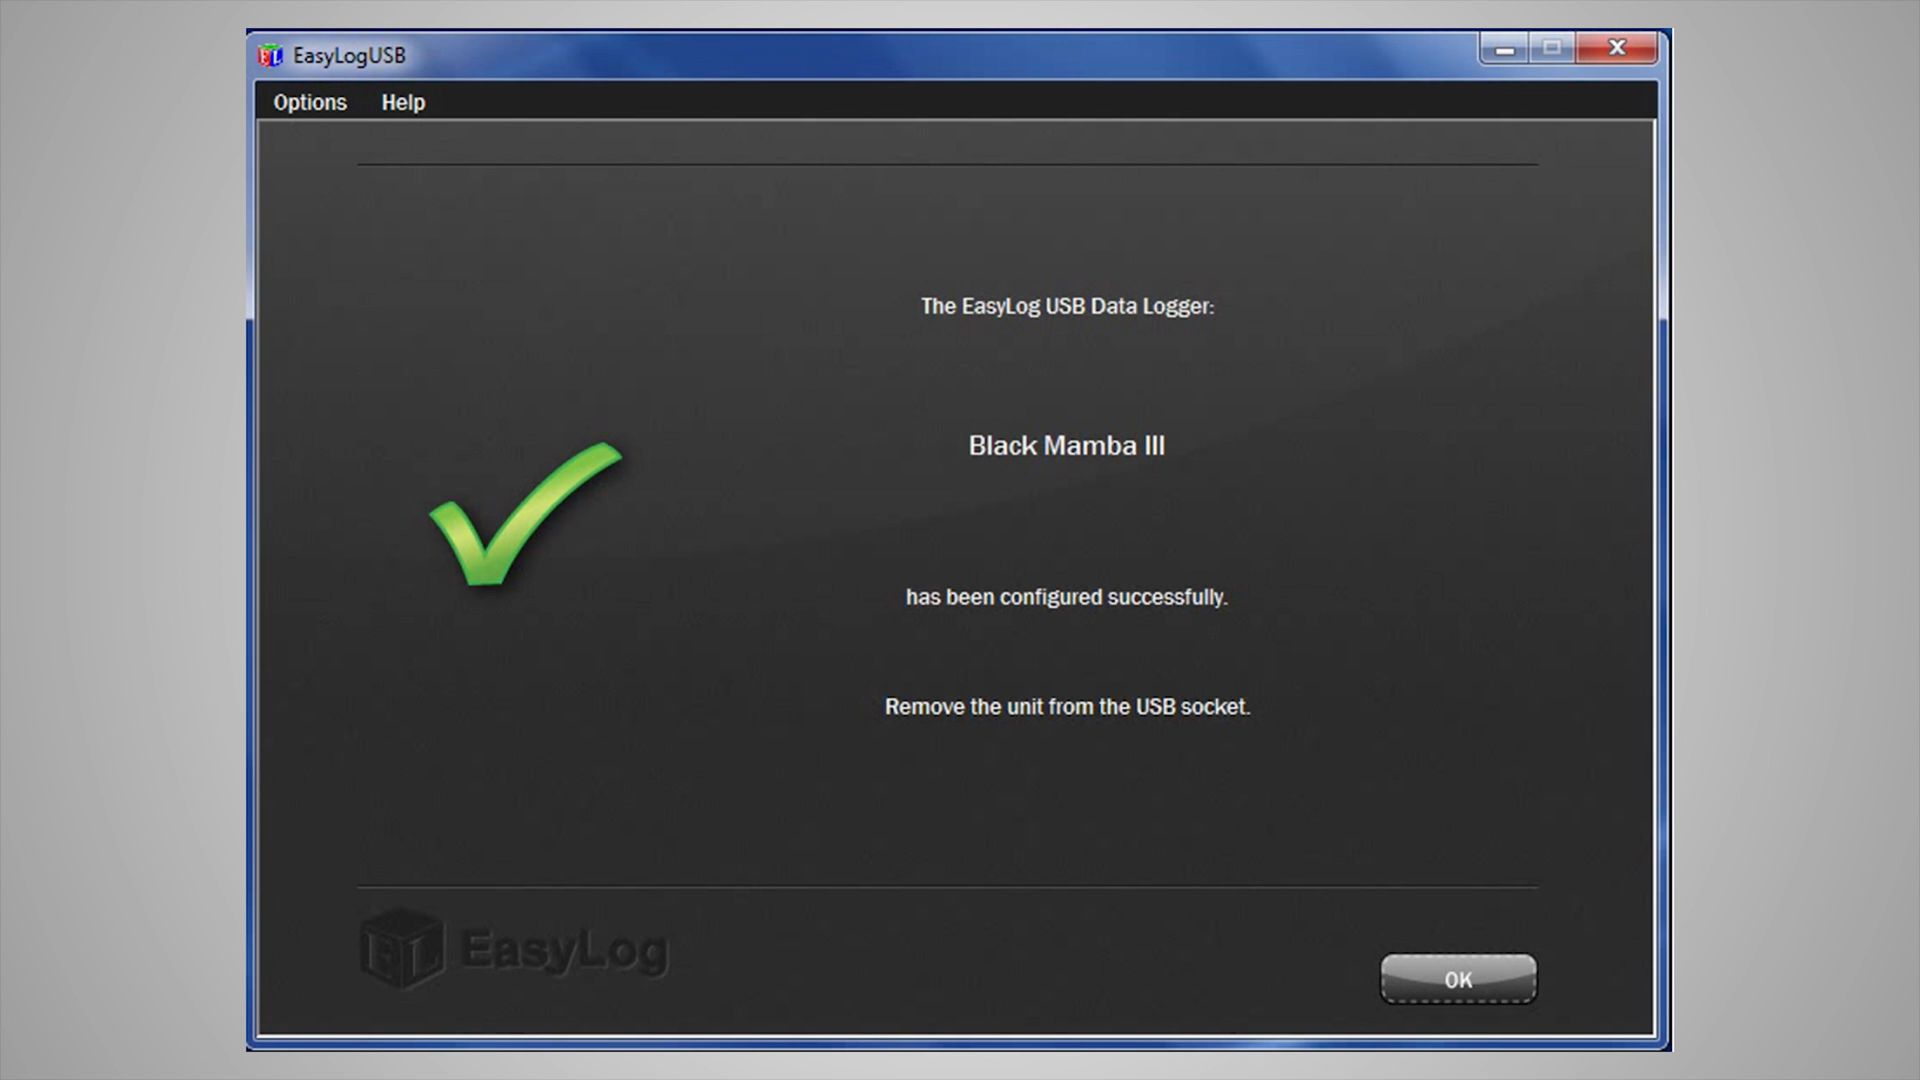 EasyLogUSB
Options Help
The EasyLog USB Data Logger:
Black Mamba III
has been configured successfully.
Remove the unit from the USB socket.
EL EasyLog
OK